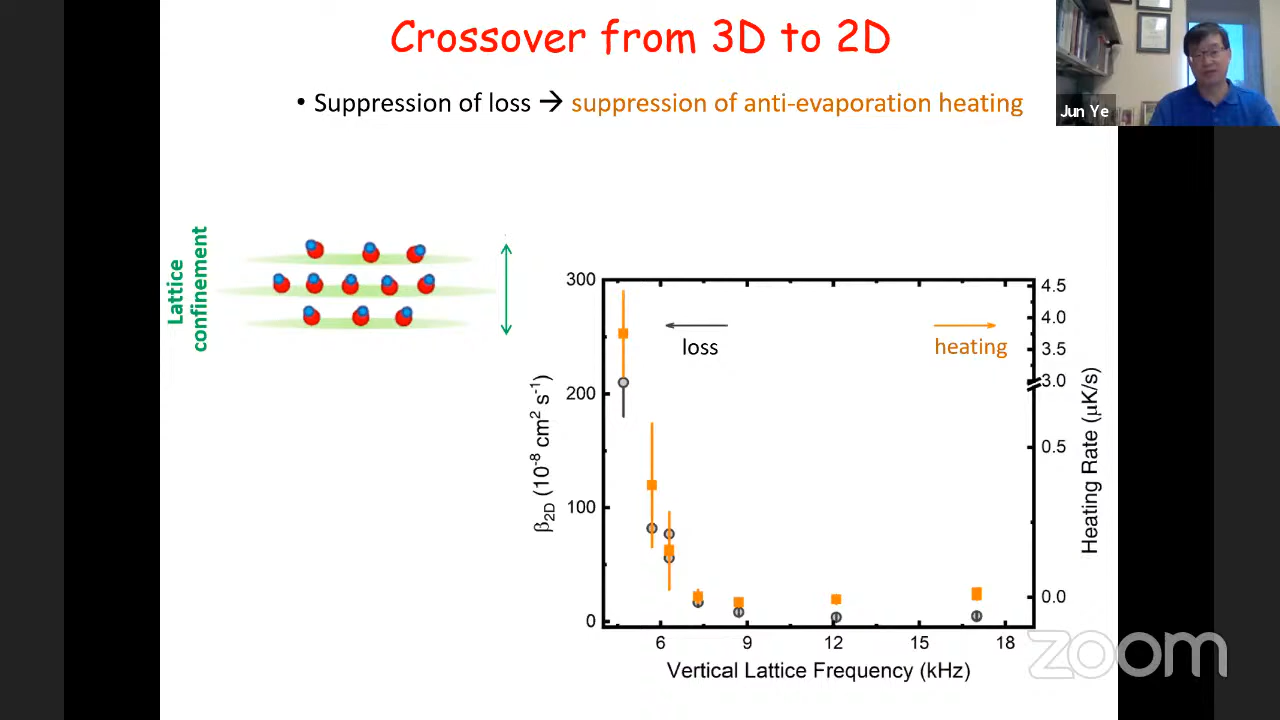 Crossover from 3D to 2D
• Suppression of loss → suppression of anti-evaporation heating
Jun Ye
Lattice
confinement
300
200
100
0
β2D (10⁻⁸ cm² s⁻¹)
loss
heating
4.5
4.0
3.5
3.0
0.5
0.0
Heating Rate (μK/s)
6 9 12 15 18
Vertical Lattice Frequency (kHz)
zoom